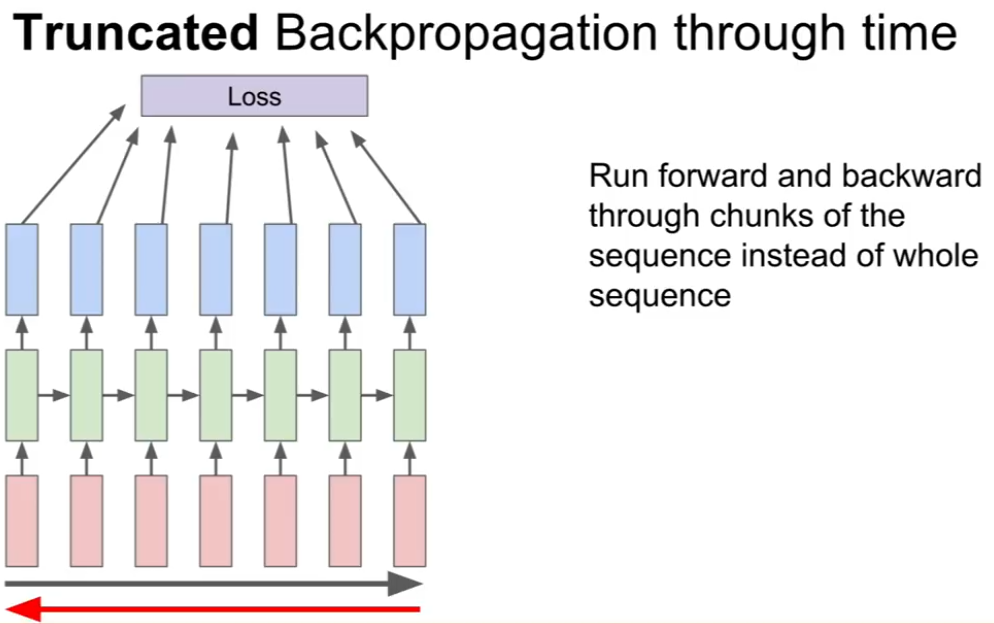 Truncated Backpropagation through time
Loss
Run forward and backward
through chunks of the
sequence instead of whole
sequence